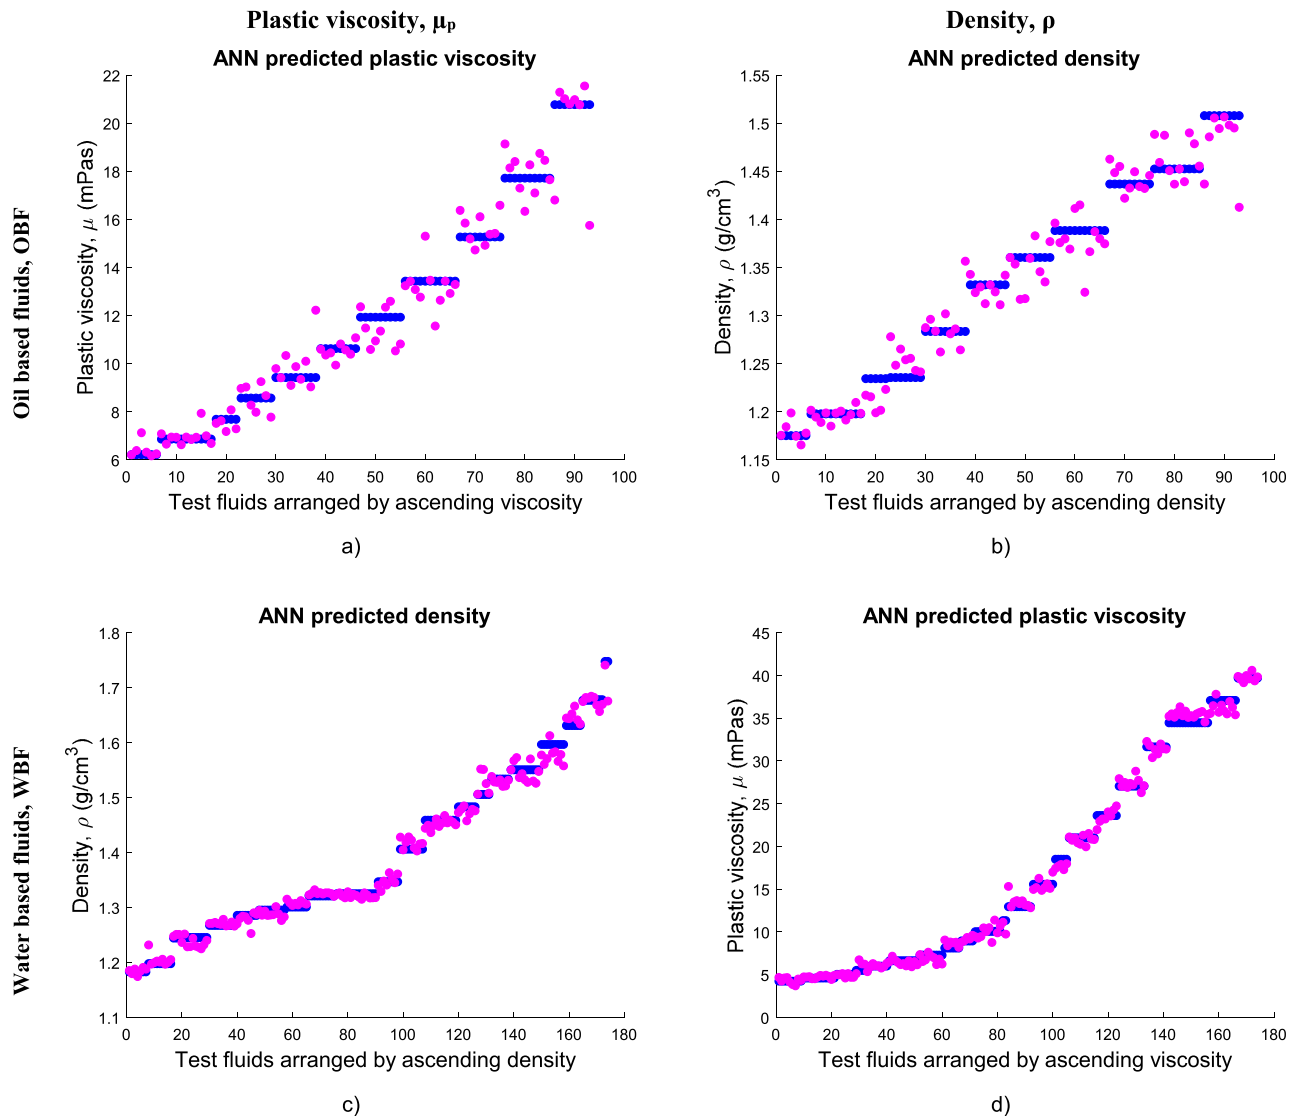 Plastic viscosity, μₚ
Density, ρ
Oil based fluids, OBF
ANN predicted plastic viscosity
22
20
18
16
14
12
10
8
6
Plastic viscosity, μ (mPas)
0 10 20 30 40 50 60 70 80 90 100
Test fluids arranged by ascending viscosity
a)
ANN predicted density
1.55
1.5
1.45
1.4
1.35
1.3
1.25
1.2
1.15
Density, ρ (g/cm³)
0 10 20 30 40 50 60 70 80 90 100
Test fluids arranged by ascending density
b)
Water based fluids, WBF
ANN predicted density
1.8
1.7
1.6
1.5
1.4
1.3
1.2
1.1
Density, ρ (g/cm³)
0 20 40 60 80 100 120 140 160 180
Test fluids arranged by ascending density
c)
ANN predicted plastic viscosity
45
40
35
30
25
20
15
10
5
0
Plastic viscosity, μ (mPas)
0 20 40 60 80 100 120 140 160 180
Test fluids arranged by ascending viscosity
d)